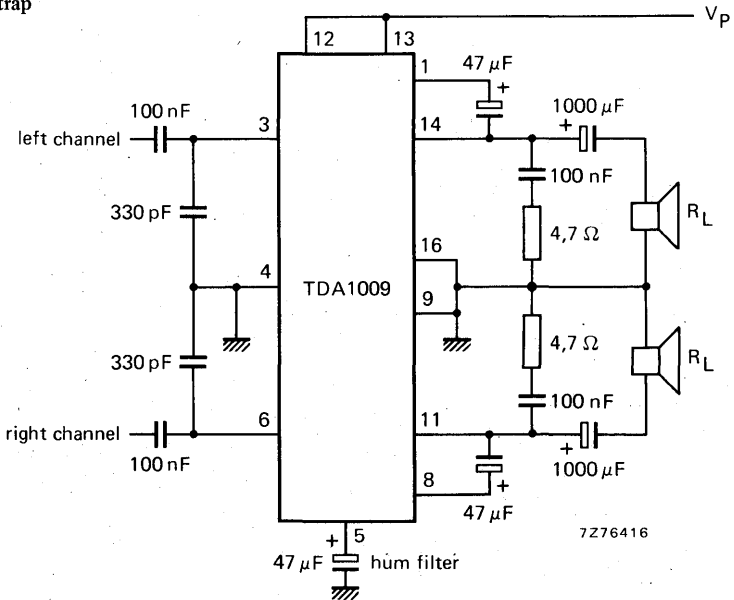 trap
V_P
12
13
1
47 μF
+
100 nF
1000 μF
+
left channel
3
14
100 nF
330 pF
R_L
4,7 Ω
16
4
TDA1009
9
4,7 Ω
330 pF
R_L
100 nF
6
11
right channel
100 nF
+
1000 μF
8
+
47 μF
7Z76416
5
+
47 μF
hum filter